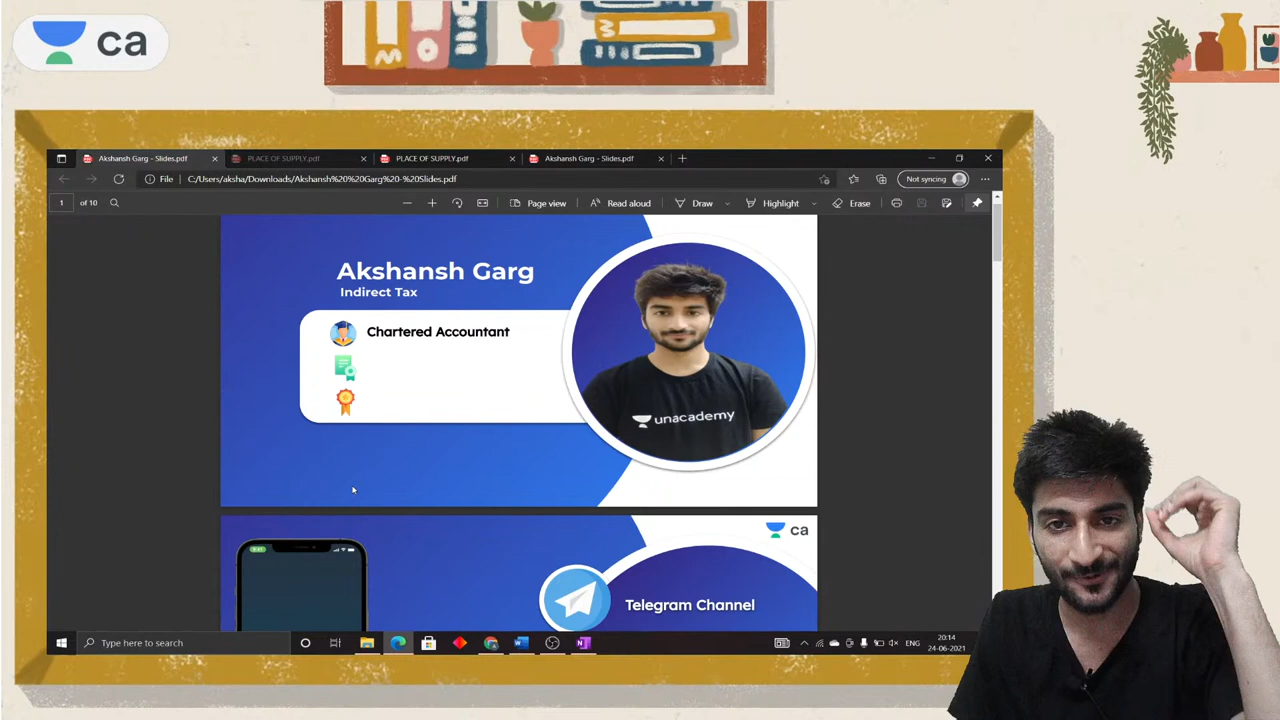 ca
Akshansh Garg - Slides.pdf
PLACE OF SUPPLY.pdf
PLACE OF SUPPLY.pdf
Akshansh Garg - Slides.pdf
File
C:/Users/aksha/Downloads/Akshansh%20%20Garg%20-%20Slides.pdf
Not syncing
1 of 10
Page view
Read aloud
Draw
Highlight
Erase
Akshansh Garg
Indirect Tax
Chartered Accountant
unacademy
ca
Telegram Channel
Type here to search
ENG
20:14
24-06-2021